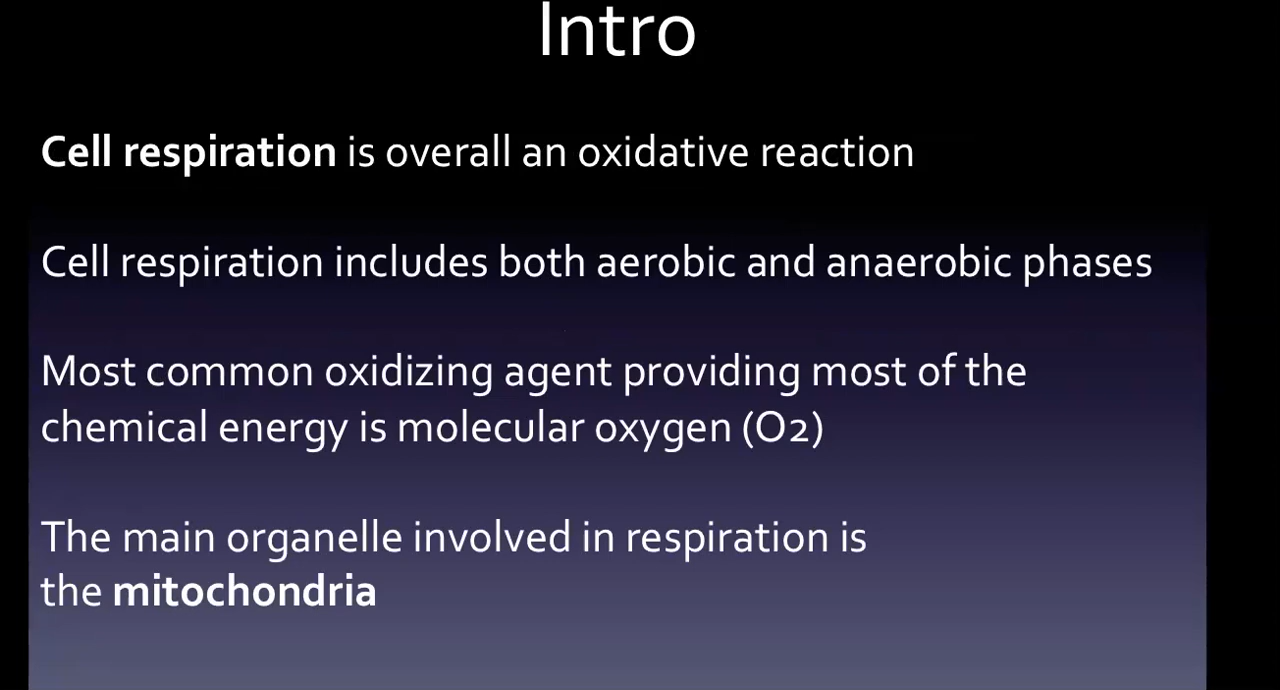 Intro
Cell respiration is overall an oxidative reaction
Cell respiration includes both aerobic and anaerobic phases
Most common oxidizing agent providing most of the
chemical energy is molecular oxygen (O2)
The main organelle involved in respiration is
the mitochondria